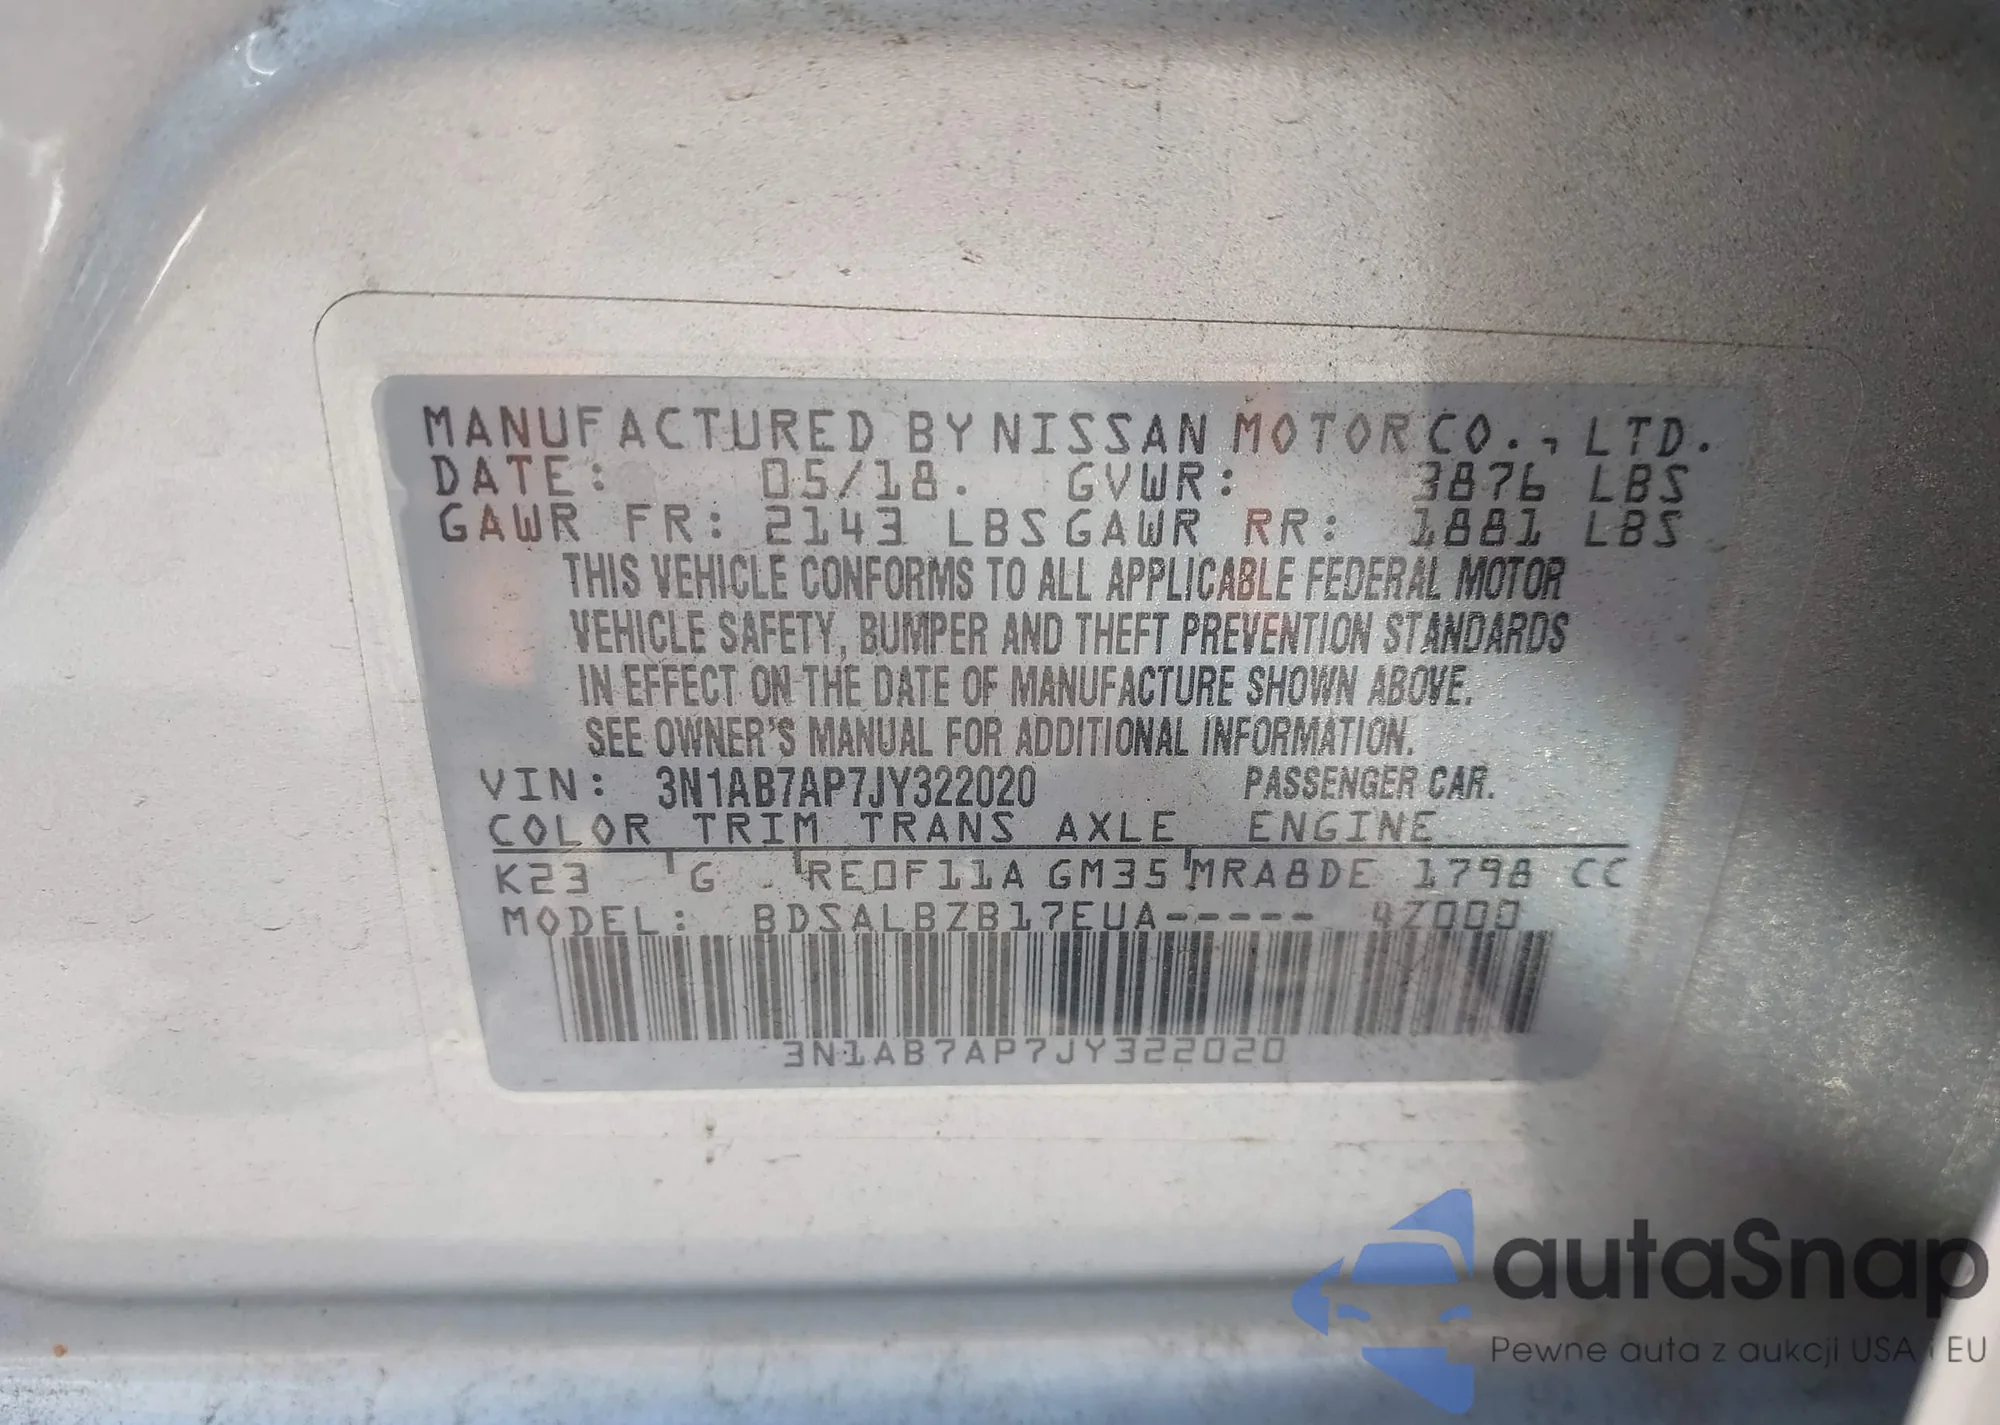 MANUFACTURED BY NISSAN MOTOR CO., LTD.
DATE: 05/18. GVWR: 3876 LBS
GAWR FR: 2143 LBS GAWR RR: 1881 LBS
THIS VEHICLE CONFORMS TO ALL APPLICABLE FEDERAL MOTOR
VEHICLE SAFETY, BUMPER AND THEFT PREVENTION STANDARDS
IN EFFECT ON THE DATE OF MANUFACTURE SHOWN ABOVE.
SEE OWNER'S MANUAL FOR ADDITIONAL INFORMATION.
VIN: 3N1AB7AP7JY322020 PASSENGER CAR.
COLOR TRIM TRANS AXLE ENGINE
K23 G RE0F11A GM35 MRA8DE 1798 CC
MODEL: BDSALBZB17EUA----- 4Z000
3N1AB7AP7JY322020
autaSnap
Pewne auta z aukcji USA i EU